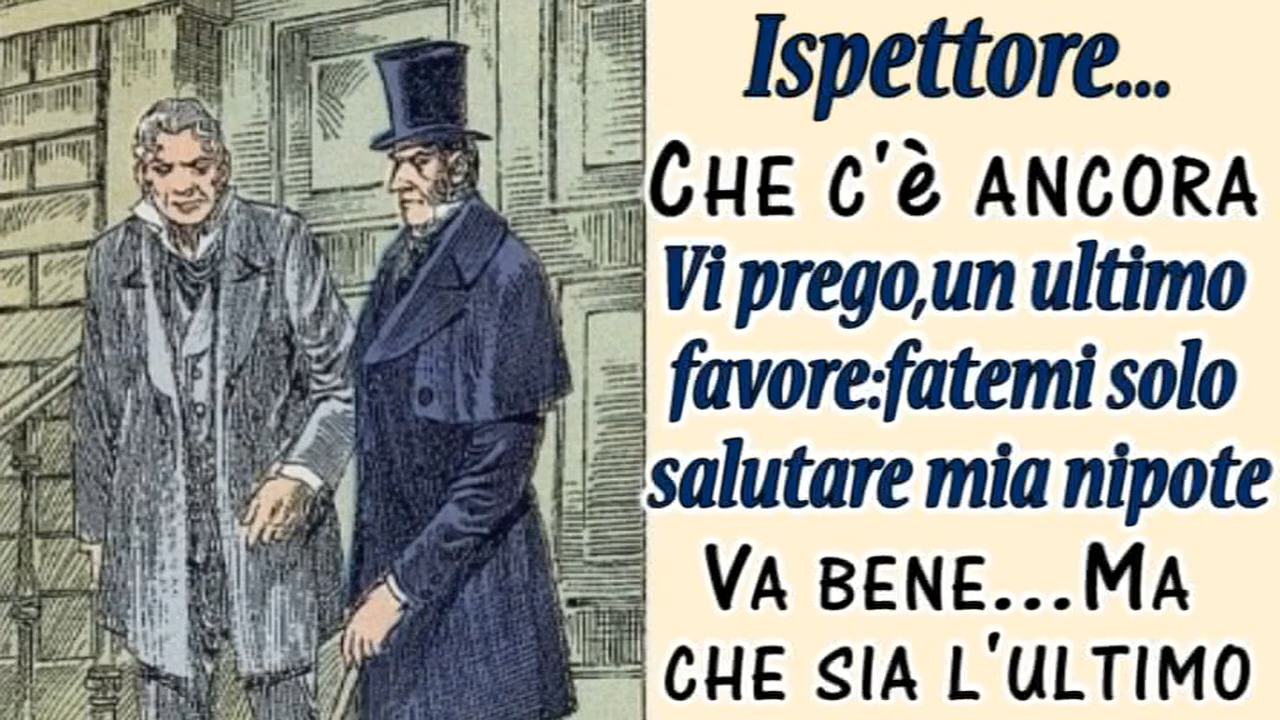 Ispettore...
CHE C'è ANCORA
Vi prego,un ultimo
favore:fatemi solo
salutare mia nipote
VA BENE...MA
CHE SIA L'ULTIMO